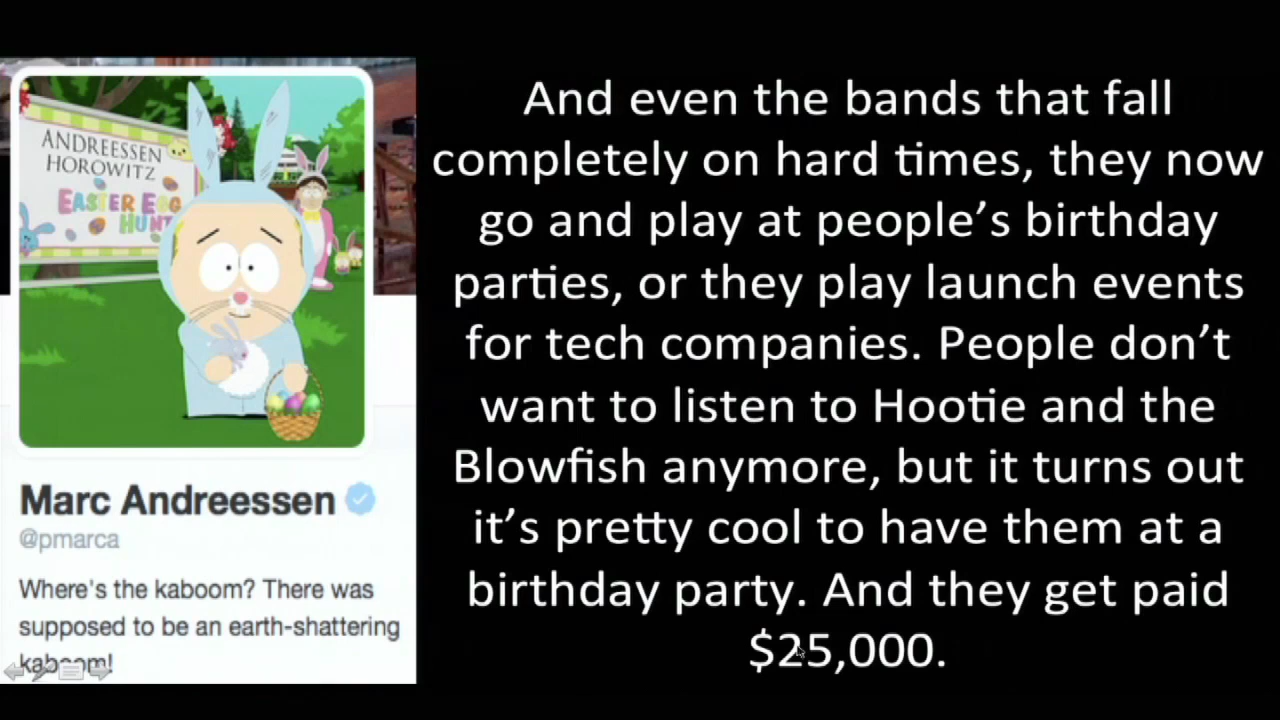 ANDREESSEN
HOROWITZ
EASTER EGG
HUNT
Marc Andreessen
@pmarca
Where's the kaboom? There was
supposed to be an earth-shattering
kaboom!
And even the bands that fall
completely on hard times, they now
go and play at people’s birthday
parties, or they play launch events
for tech companies. People don’t
want to listen to Hootie and the
Blowfish anymore, but it turns out
it’s pretty cool to have them at a
birthday party. And they get paid
$25,000.